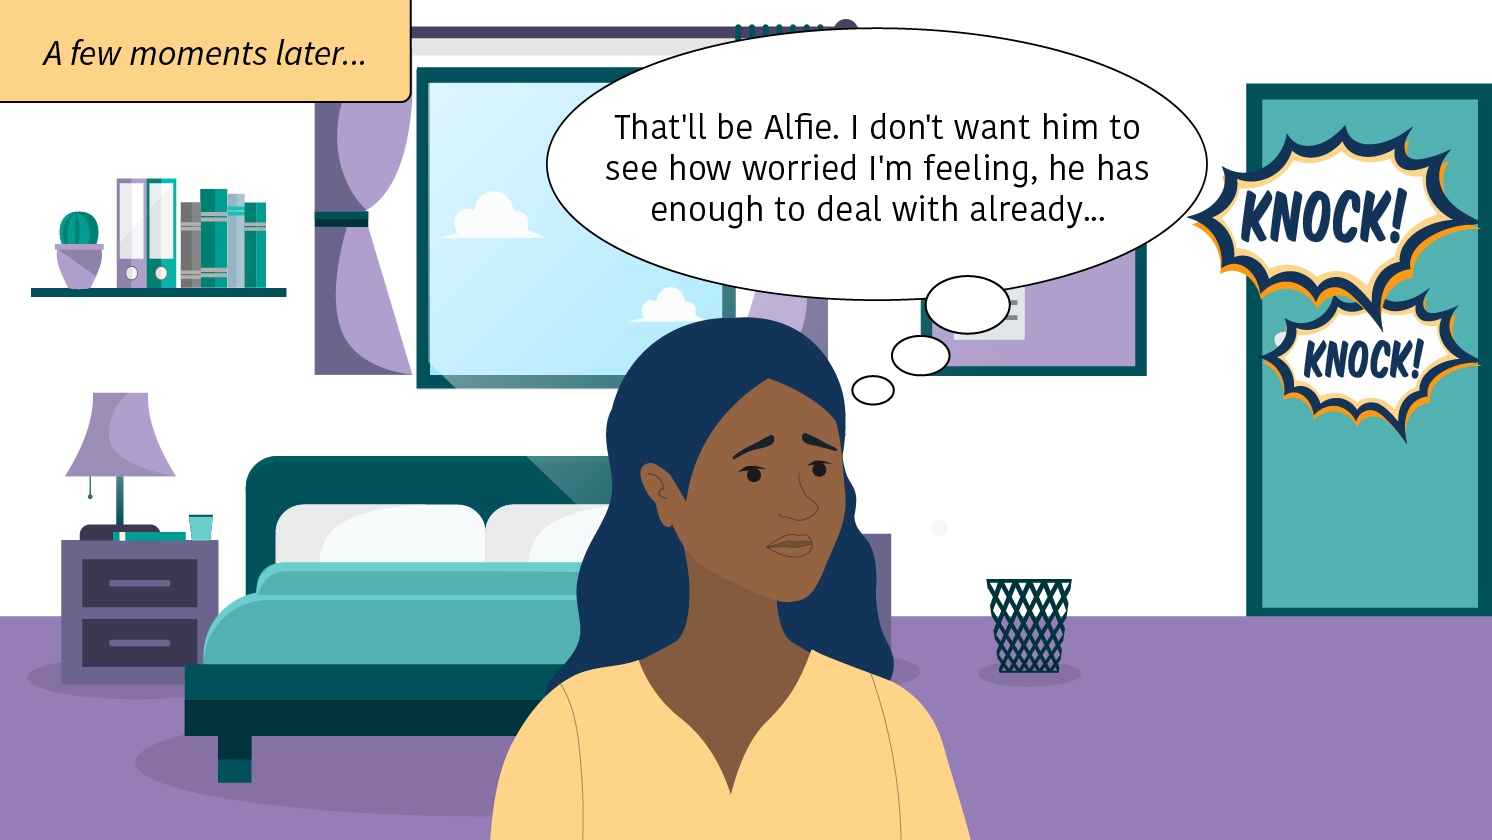 A few moments later...
That'll be Alfie. I don't want him to
see how worried I'm feeling, he has
enough to deal with already...
KNOCK!
KNOCK!